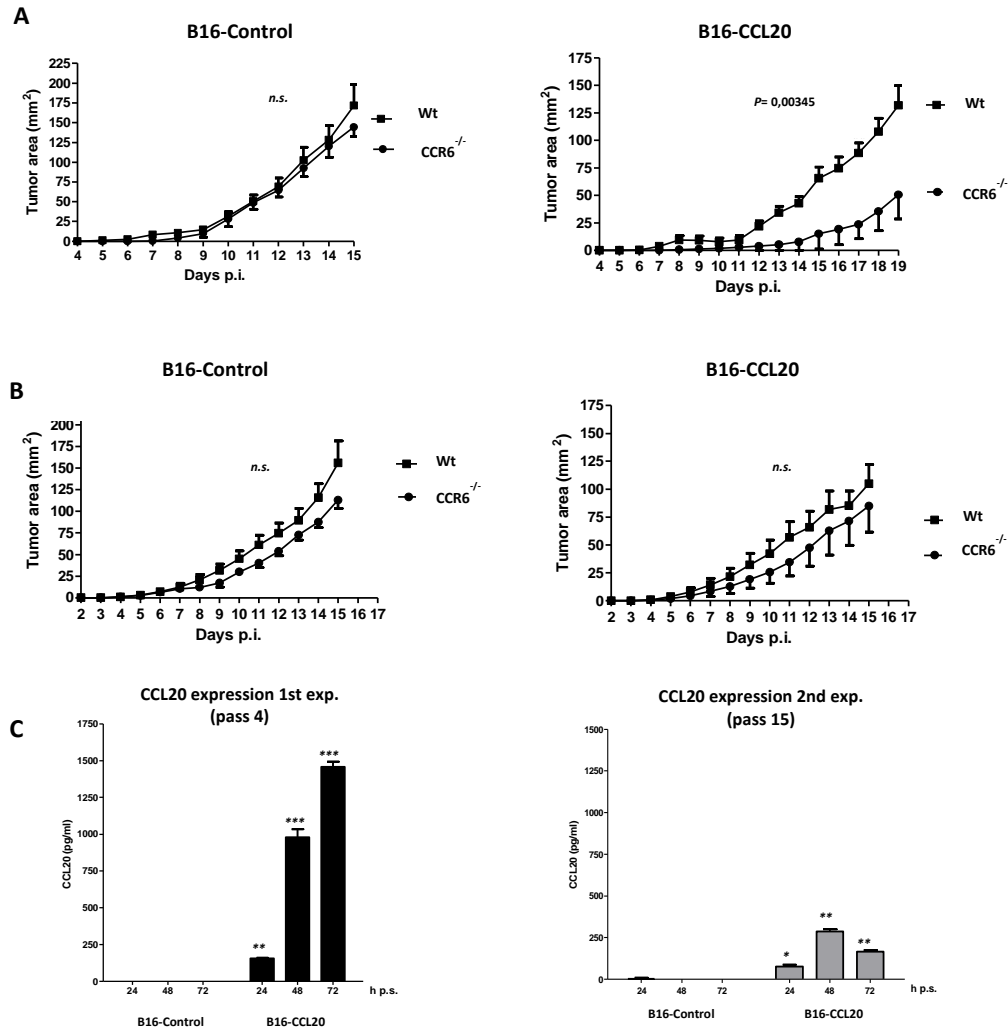 A
B16-Control
B16-CCL20
Tumor area (mm²)
225
200
175
150
125
100
75
50
25
0
n.s.
Wt
CCR6-/-
4 5 6 7 8 9 10 11 12 13 14 15
Days p.i.
Tumor area (mm²)
175
150
125
100
75
50
25
0
P= 0,00345
Wt
CCR6-/-
4 5 6 7 8 9 10 11 12 13 14 15 16 17 18 19
Days p.i.
B
B16-Control
B16-CCL20
Tumor area (mm²)
200
175
150
125
100
75
50
25
0
n.s.
Wt
CCR6-/-
2 3 4 5 6 7 8 9 10 11 12 13 14 15 16 17
Days p.i.
Tumor area (mm²)
175
150
125
100
75
50
25
0
n.s.
Wt
CCR6-/-
2 3 4 5 6 7 8 9 10 11 12 13 14 15 16 17
Days p.i.
C
CCL20 expression 1st exp.
(pass 4)
CCL20 (pg/ml)
1750
1500
1250
1000
750
500
250
0
**
***
***
24 48 72 24 48 72 h p.s.
B16-Control B16-CCL20
CCL20 expression 2nd exp.
(pass 15)
CCL20 (pg/ml)
1500
1250
1000
750
500
250
0
*
**
**
24 48 72 24 48 72 h p.s.
B16-Control B16-CCL20